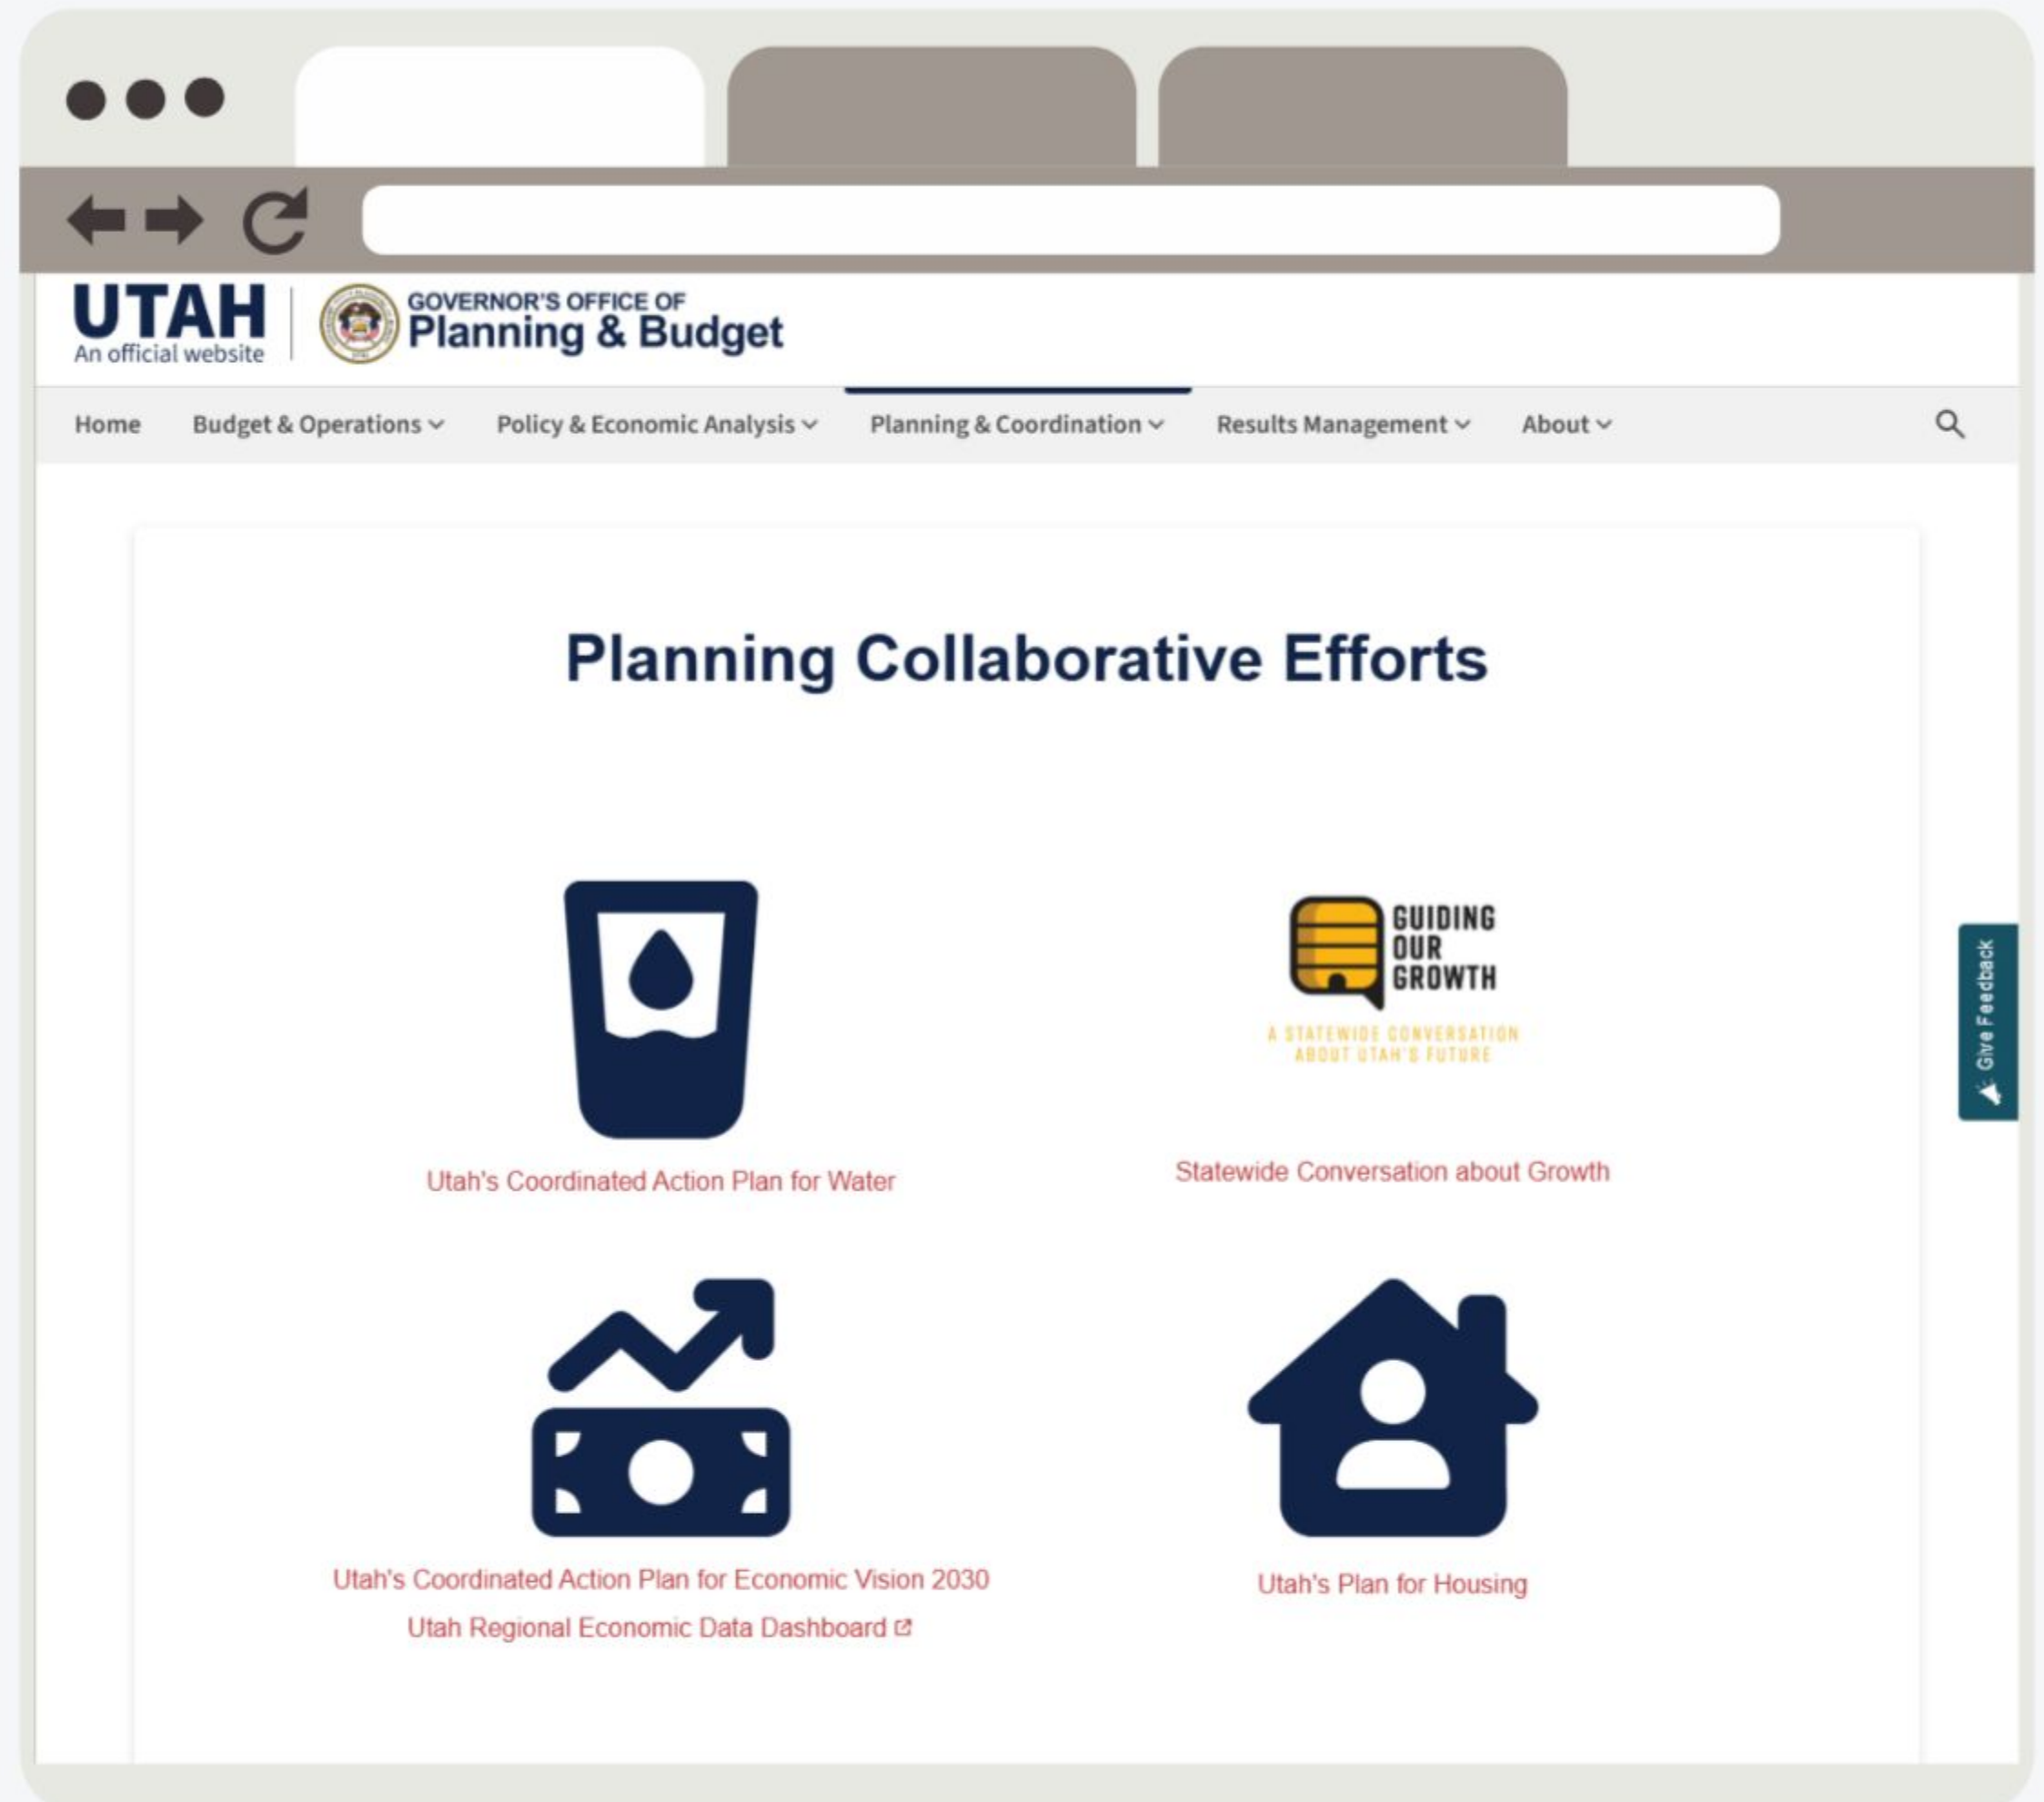 UTAH
An official website
GOVERNOR'S OFFICE OF
Planning & Budget
Home Budget & Operations Policy & Economic Analysis Planning & Coordination Results Management About
Planning Collaborative Efforts
GUIDING
OUR
GROWTH
A STATEWIDE CONVERSATION
ABOUT UTAH'S FUTURE
Give Feedback
Utah's Coordinated Action Plan for Water
Statewide Conversation about Growth
Utah's Coordinated Action Plan for Economic Vision 2030
Utah Regional Economic Data Dashboard
Utah's Plan for Housing